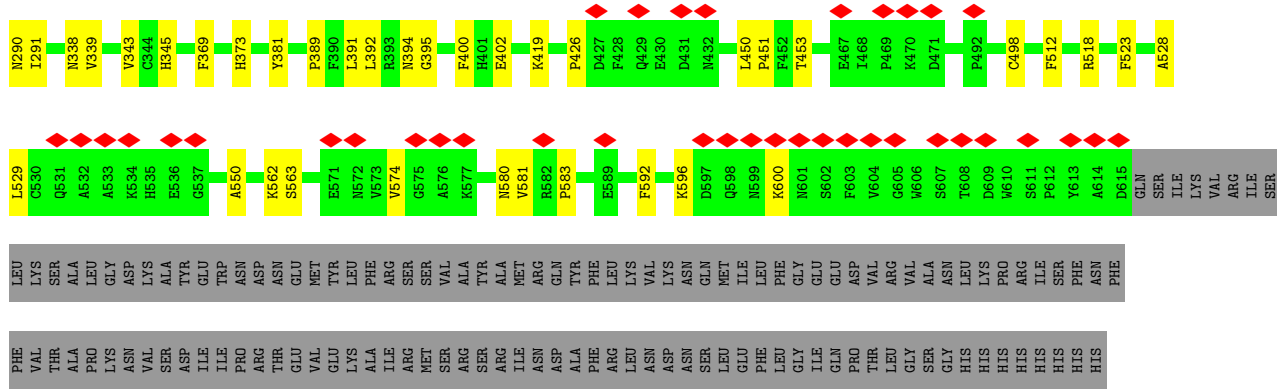 N290 I291 N338 V339 V343 C344 H345 F369 H373 Y381 P389 F390 L391 L392 R393 N394 G395 F400 H401 E402 K419 P426 D427 F428 Q429 E430 D431 N432 L450 P451 F452 T453 E467 I468 P469 K470 D471 P492 C498 F512 R518 F523 A528
L529 C530 Q531 A532 A533 K534 H535 E536 G537 A550 K562 S563 E571 N572 V573 V574 G575 A576 K577 N580 V581 R582 P583 E589 F592 K596 D597 Q598 N599 K600 N601 S602 F603 V604 G605 W606 S607 T608 D609 W610 S611 P612 Y613 A614 D615 GLN SER ILE LYS VAL ARG ILE SER
LEU LYS SER ALA LEU GLY ASP LYS ALA TYR GLU TRP ASN ASP ASN GLU MET TYR LEU PHE ARG SER SER VAL ALA TYR ALA MET ARG GLN TYR PHE LEU LYS VAL LYS ASN GLN MET ILE LEU PHE GLY GLU GLU ASP VAL ARG VAL ALA ASN LEU LYS PRO ARG ILE SER PHE ASN PHE
PHE VAL THR ALA PRO LYS ASN VAL SER ASP ILE ILE PRO ARG THR GLU VAL GLU LYS ALA ILE ARG MET SER ARG SER ARG ILE ASN ASP ALA PHE ARG LEU ASN ASP ASN SER LEU GLU PHE LEU GLY ILE GLN PRO THR LEU GLY SER GLY HIS HIS HIS HIS HIS HIS HIS HIS